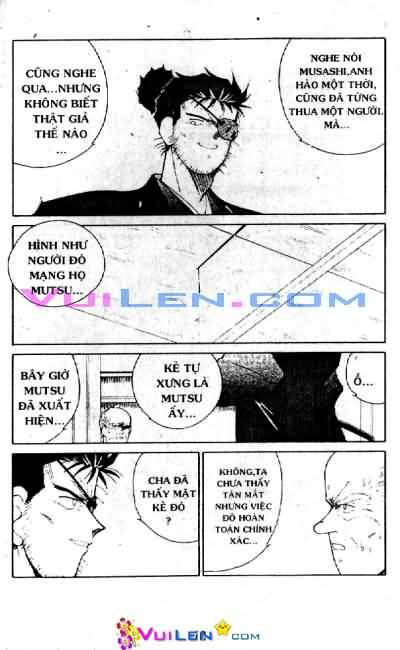 NGHE NÓI
MUSASHI,ANH
HÀO MỘT THỜI,
CŨNG ĐÃ TỪNG
THUA MỘT NGƯỜI.
MÀ...
CŨNG NGHE
QUA...NHƯNG
KHÔNG BIẾT
THẬT GIẢ
THẾ NÀO
...
HÌNH NHƯ
NGƯỜI ĐÓ
MẠNG HỌ
MUTSU...
VUILEN.COM
Ồ...
KẺ TỰ
XƯNG LÀ
MUTSU
ẤY...
BÂY GIỜ
MUTSU
ĐÃ XUẤT
HIỆN...
KHÔNG,TA
CHƯA THẤY
TẬN MẮT
NHƯNG VIỆC
ĐÓ HOÀN
TOÀN CHÍNH
XÁC...
CHA ĐÃ
THẤY MẶT
KẺ ĐÓ
?
VUILEN.COM